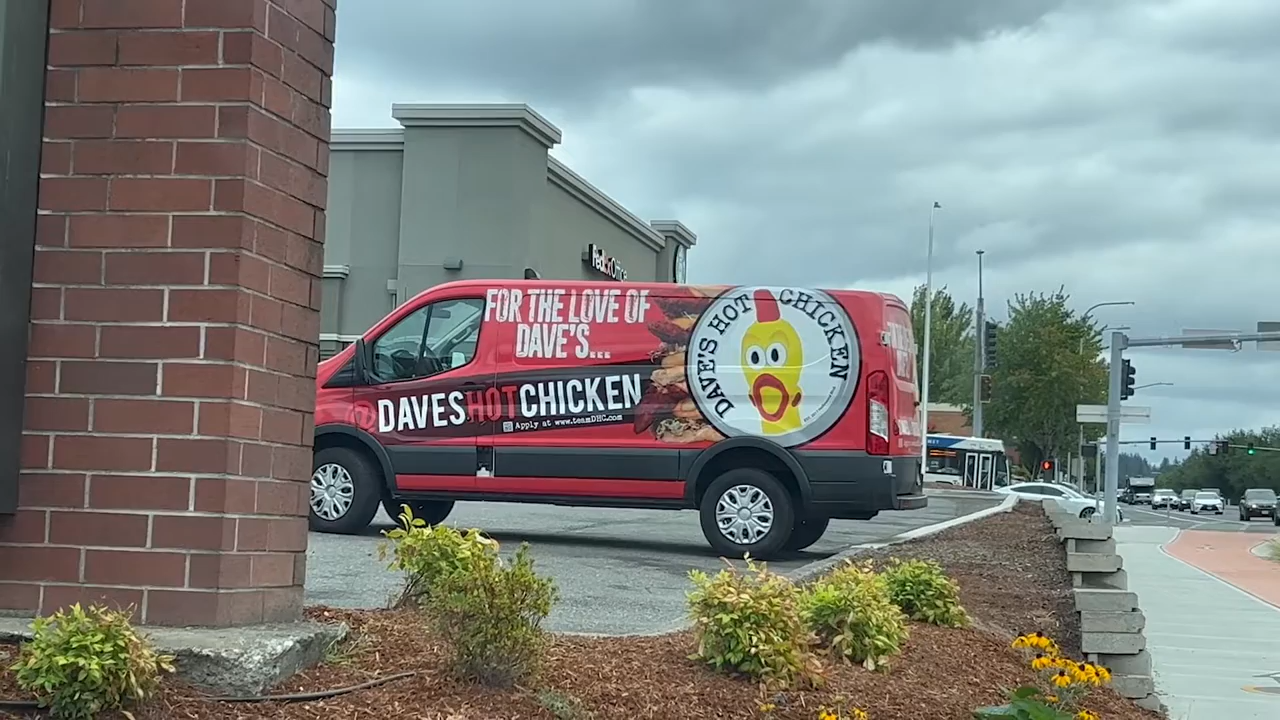 FedEx Office
FOR THE LOVE OF
DAVE'S...
@DAVESHOTCHICKEN
Apply at www.teamDHC.com
DAVE'S HOT CHICKEN